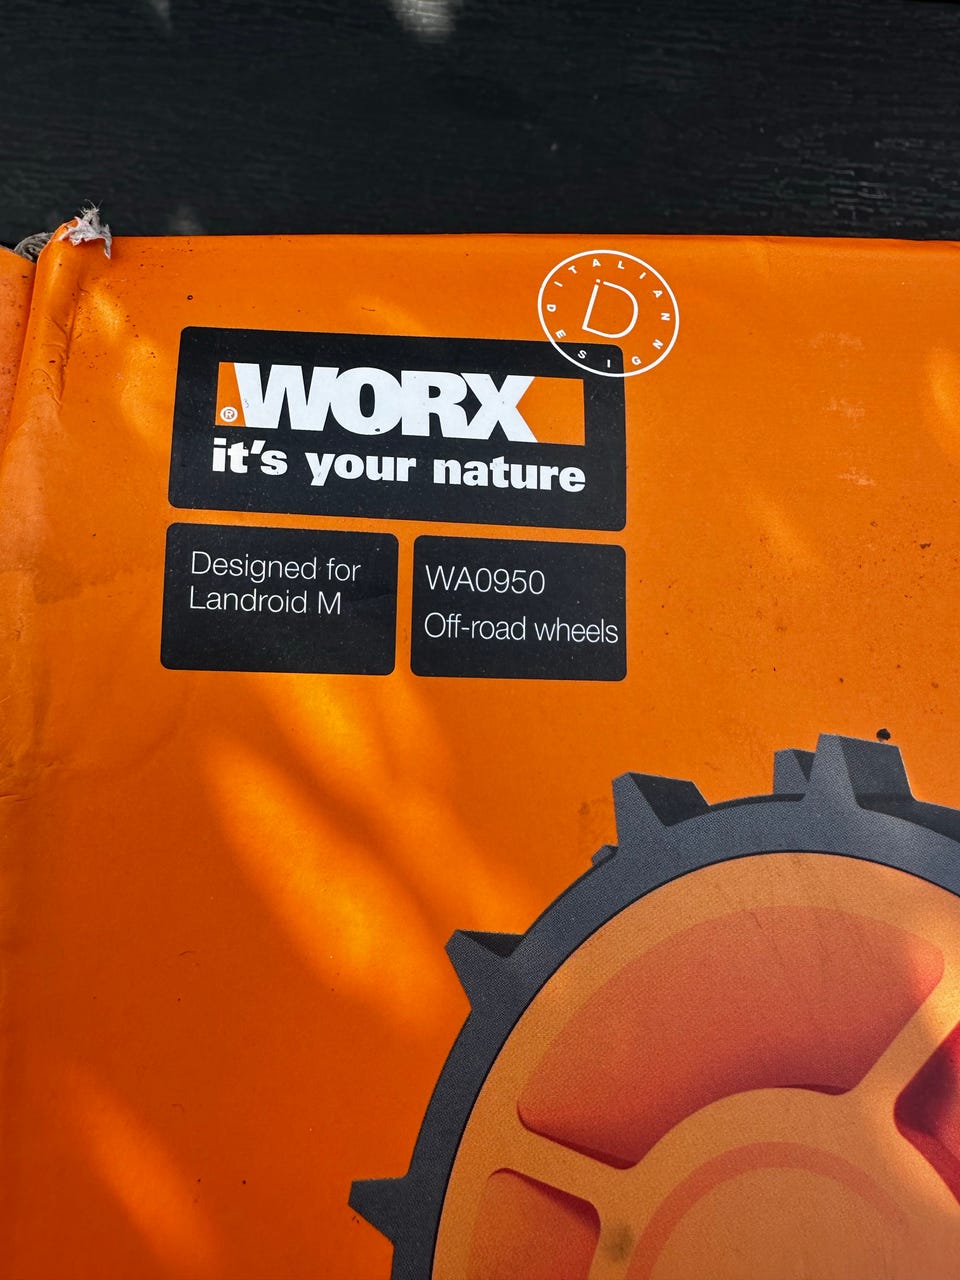 ITALIAN DESIGN
D
WORX
®
it's your nature
Designed for
Landroid M
WA0950
Off-road wheels